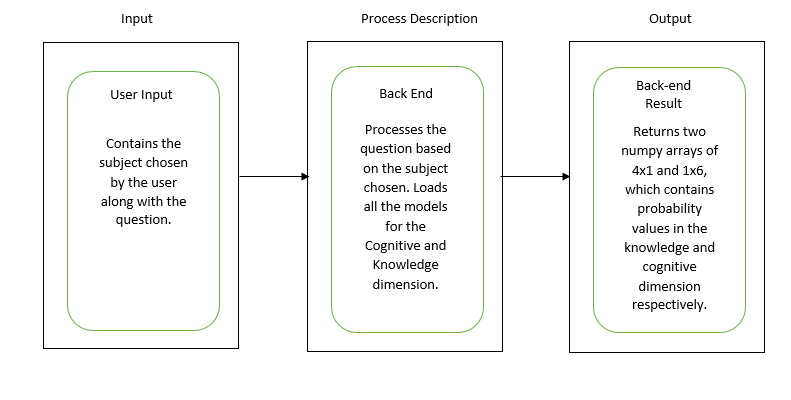 Input
Process Description
Output
User Input
Contains the
subject chosen
by the user
along with the
question.
Back End
Processes the
question based
on the subject
chosen. Loads
all the models
for the
Cognitive and
Knowledge
dimension.
Back-end
Result
Returns two
numpy arrays of
4x1 and 1x6,
which contains
probability
values in the
knowledge and
cognitive
dimension
respectively.